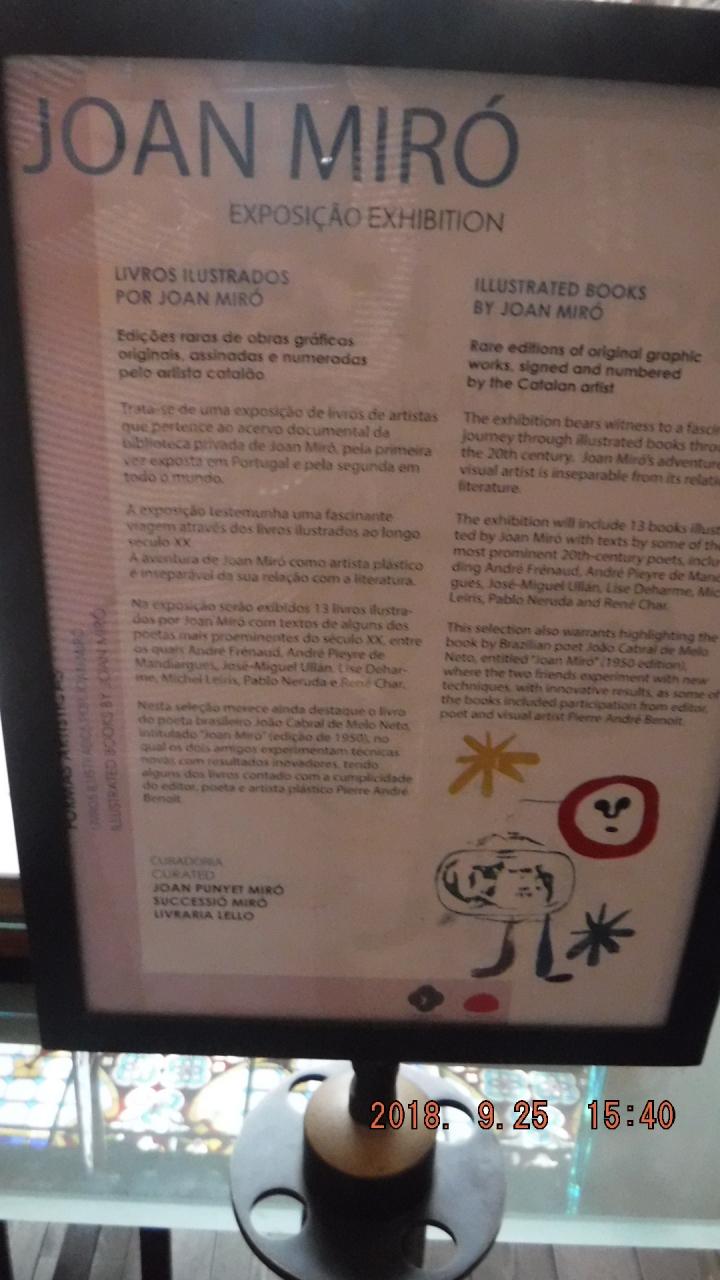 JOAN MIRÓ
EXPOSIÇÃO EXHIBITION
LIVROS ILUSTRADOS
POR JOAN MIRÓ
Edições raras de obras gráficas
originais, assinadas e numeradas
pelo artista catalão
Trata-se de uma exposição de livros de artistas
que pertence ao acervo documental da
biblioteca privada de Joan Miró, pela primeira
vez exposta em Portugal e pela segunda em
todo o mundo.
A exposição testemunha uma fascinante
viagem através dos livros ilustrados ao longo
século XX
A aventura de Joan Miró como artista plástico
é inseparável da sua relação com a literatura.
Na exposição serão exibidos 13 livros ilustra-
dos por Joan Miró com textos de alguns dos
poetas mais proeminentes do século XX, entre
os quais André Frénaud, André Pieyre de
Mandiargues, José-Miguel Ullán, Lise Dehar-
me, Michel Leiris, Pablo Neruda e René Char.
Nesta seleção merece ainda destaque o livro
do poeta brasileiro João Cabral de Melo Neto,
intitulado "Joan Miró" (edição de 1950), no
qual os dois amigos experimentam técnicas
novas com resultados inovadores, tendo
alguns dos livros contado com a cumplicidade
do editor, poeta e artista plástico Pierre André
Benoit.
CURADORIA
CURATED
JOAN PUNYET MIRÓ
SUCCESSIÓ MIRÓ
LIVRARIA LELLO
ILLUSTRATED BOOKS
BY JOAN MIRÓ
Rare editions of original graphic
works, signed and numbered
by the Catalan artist
The exhibition bears witness to a fasci
journey through illustrated books thro
the 20th century. Joan Miró's adventur
visual artist is inseparable from its relati
literature.
The exhibition will include 13 books illus
ted by Joan Miró with texts by some of th
most prominent 20th-century poets, inclu
ding André Frénaud, André Pieyre de Man
gues, José-Miguel Ullán, Lise Deharme, Mic
Leiris, Pablo Neruda and René Char.
This selection also warrants highlighting the
book by Brazilian poet João Cabral de Melo
Neto, entitled "Joan Miró" (1950 edition),
where the two friends experiment with new
techniques, with innovative results, as some of
the books included participation from editor,
poet and visual artist Pierre André Benoit.
ILLUSTRATED BOOKS BY JOAN MIRÓ
2018. 9.25 15:40